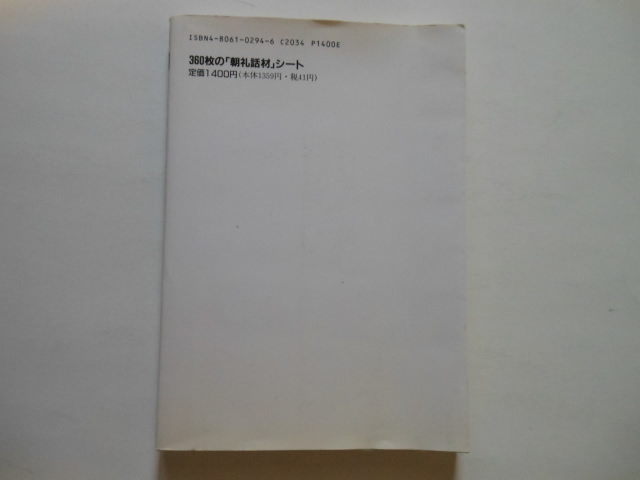 ISBN4-8061-0294-6 C2034 P1400E
360枚の「朝礼話材」シート
定価1400円(本体1359円・税41円)